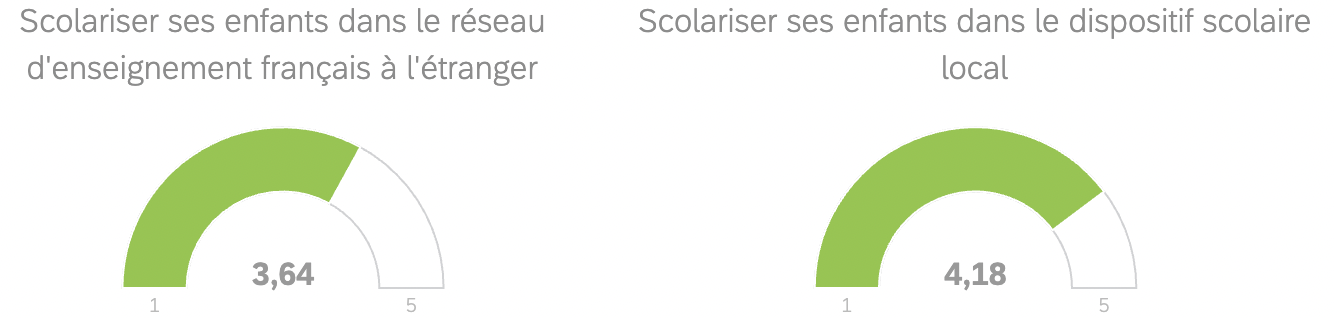 Scolariser ses enfants dans le réseau
d'enseignement français à l'étranger
3,64
1
5
Scolariser ses enfants dans le dispositif scolaire
local
4,18
1
5